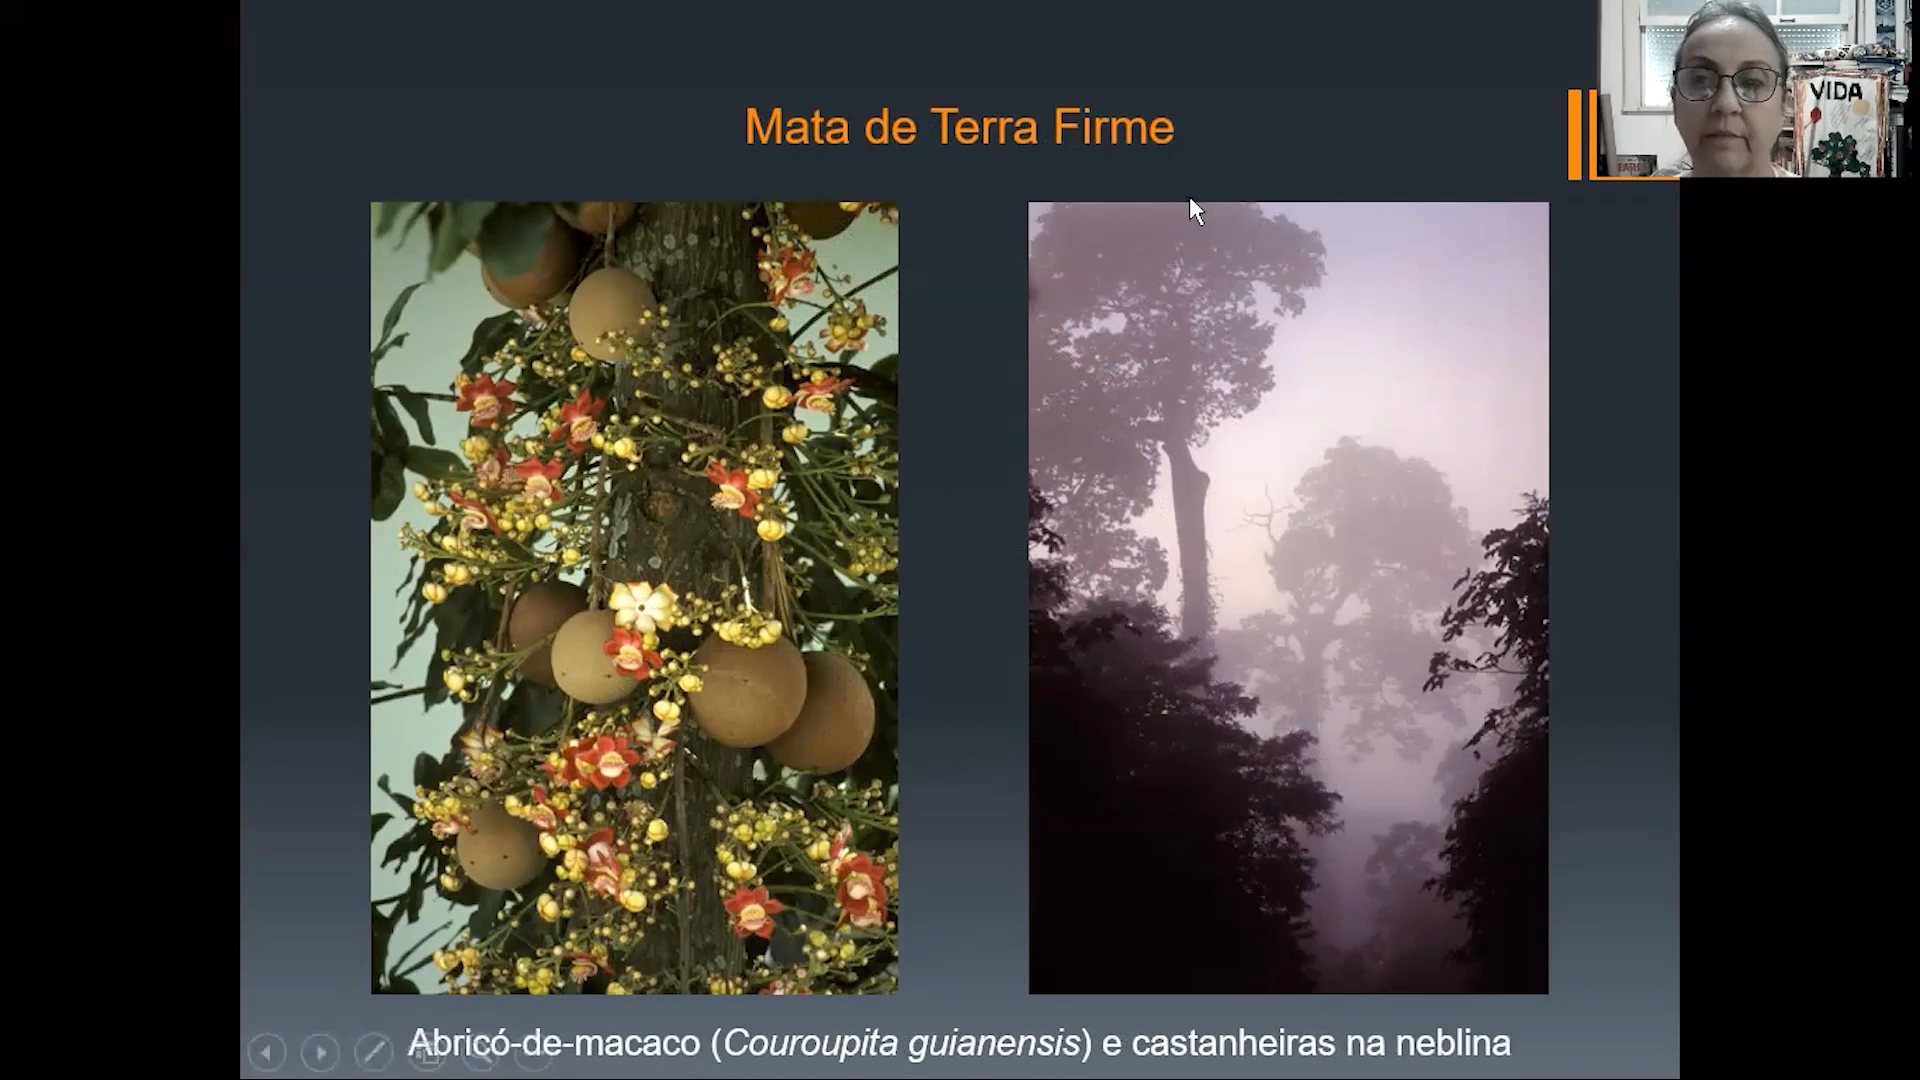 Mata de Terra Firme
VIDA
Abricó-de-macaco (Couroupita guianensis) e castanheiras na neblina